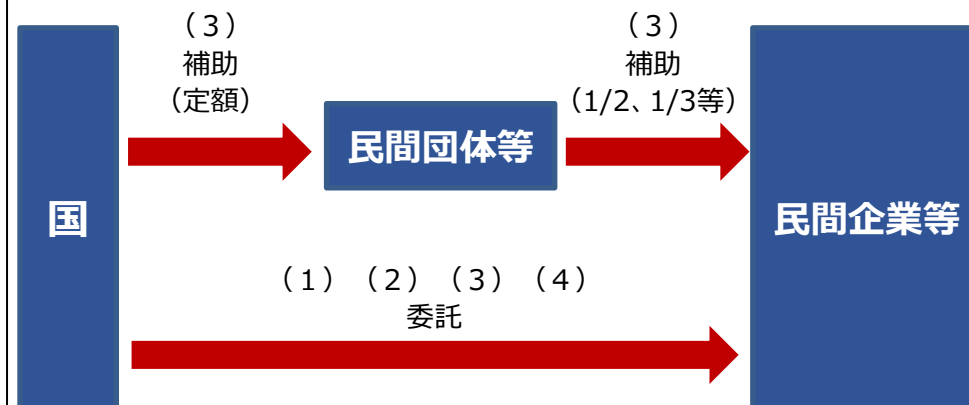 (3)
補助
(定額)
(3)
補助
(1/2、1/3等)
民間団体等
国
民間企業等
(1) (2) (3) (4)
委託